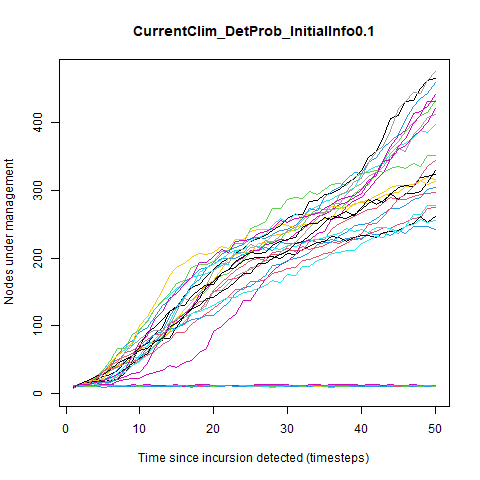 CurrentClim_DetProb_InitialInfo0.1
Nodes under management
400
300
200
100
0
0 10 20 30 40 50
Time since incursion detected (timesteps)